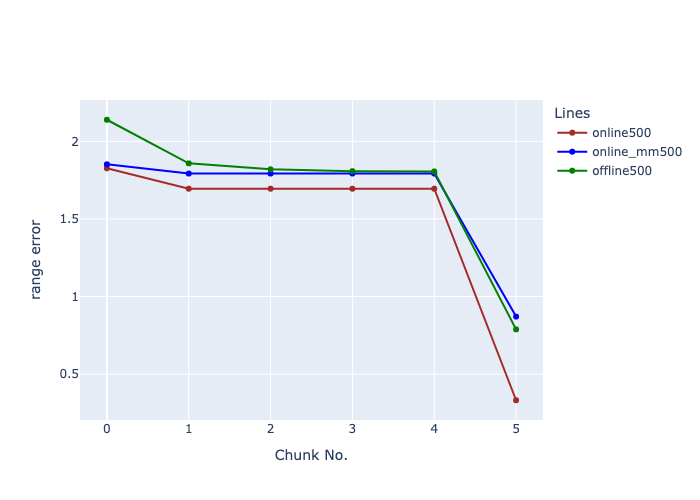 Lines
online500
online_mm500
offline500
range error
2
1.5
1
0.5
0 1 2 3 4 5
Chunk No.